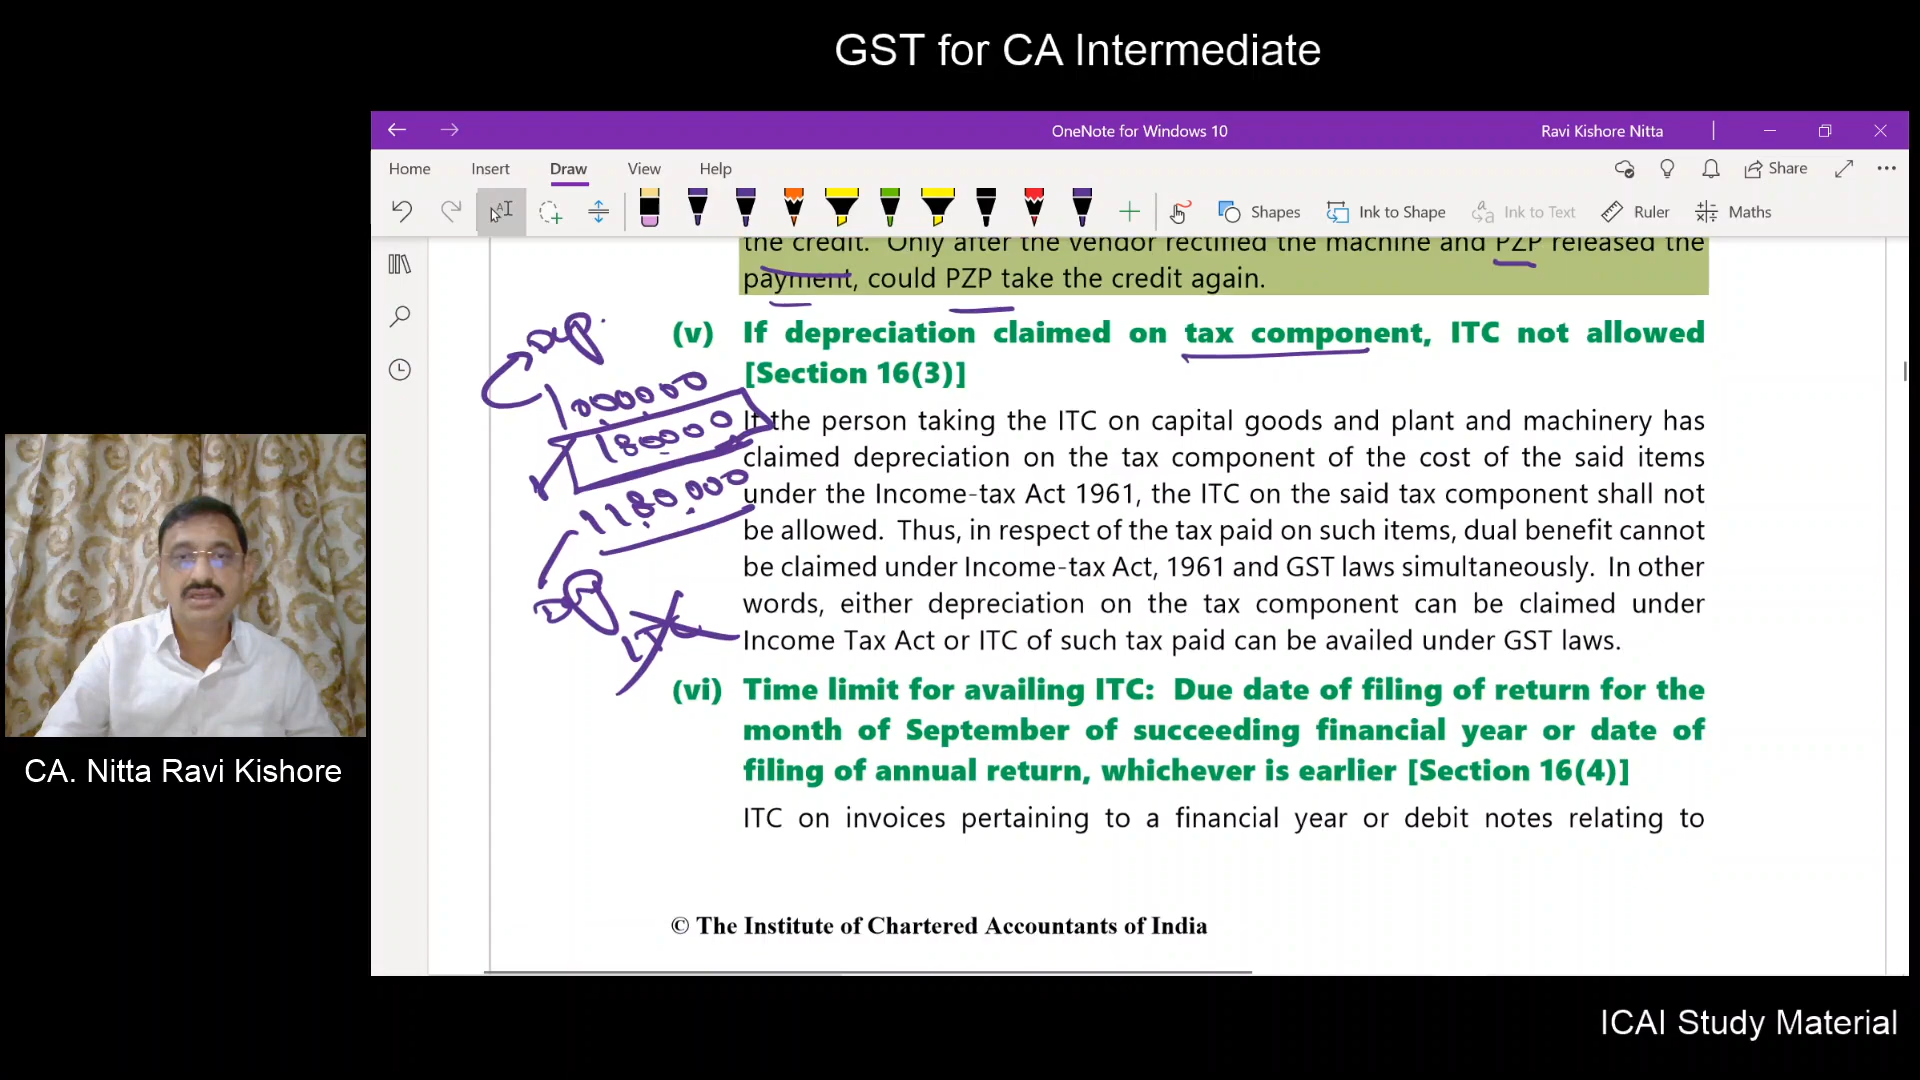 GST for CA Intermediate
OneNote for Windows 10
Ravi Kishore Nitta
Home Insert Draw View Help
Share
Shapes
Ink to Shape
Ink to Text
Ruler
Maths
the credit. Only after the vendor rectified the machine and PZP released the
payment, could PZP take the credit again.
(v) If depreciation claimed on tax component, ITC not allowed
[Section 16(3)]
Dep.
1000000
180000
1180,000
Dep
ITC
If the person taking the ITC on capital goods and plant and machinery has
claimed depreciation on the tax component of the cost of the said items
under the Income-tax Act 1961, the ITC on the said tax component shall not
be allowed. Thus, in respect of the tax paid on such items, dual benefit cannot
be claimed under Income-tax Act, 1961 and GST laws simultaneously. In other
words, either depreciation on the tax component can be claimed under
Income Tax Act or ITC of such tax paid can be availed under GST laws.
(vi) Time limit for availing ITC: Due date of filing of return for the
month of September of succeeding financial year or date of
filing of annual return, whichever is earlier [Section 16(4)]
ITC on invoices pertaining to a financial year or debit notes relating to
© The Institute of Chartered Accountants of India
CA. Nitta Ravi Kishore
ICAI Study Material